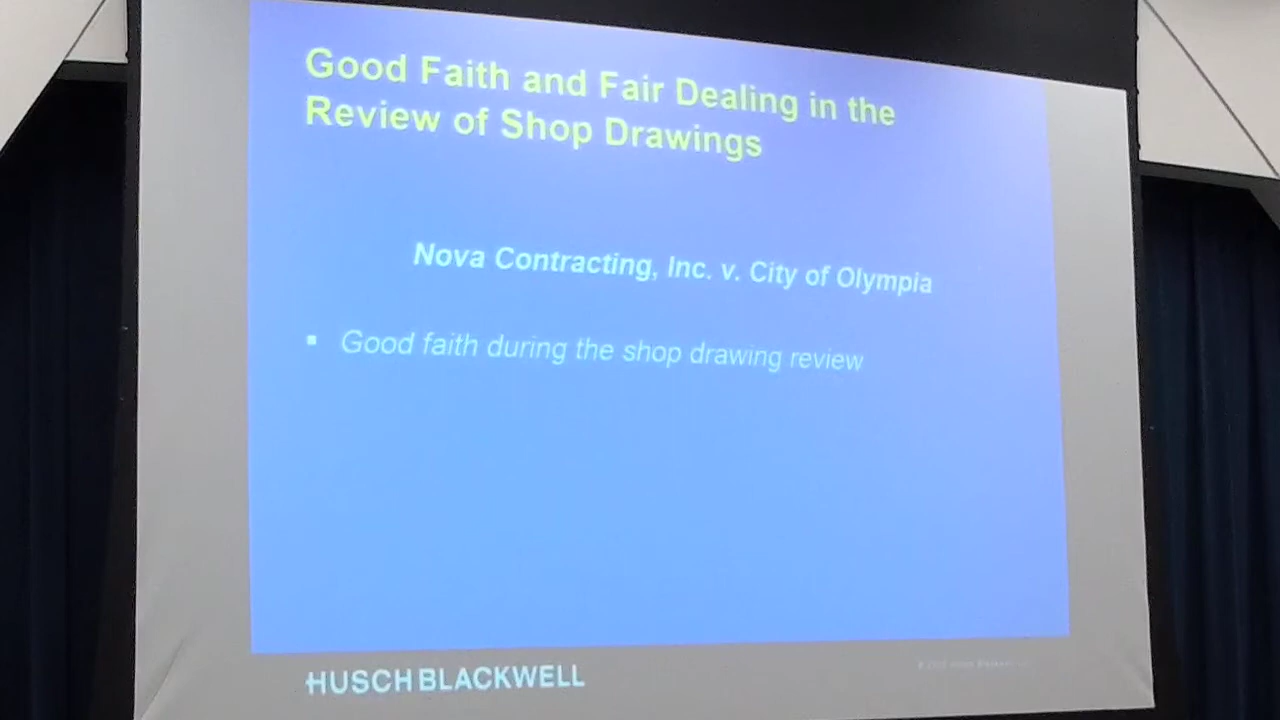 Good Faith and Fair Dealing in the
Review of Shop Drawings
Nova Contracting, Inc. v. City of Olympia
▪ Good faith during the shop drawing review
HUSCH BLACKWELL